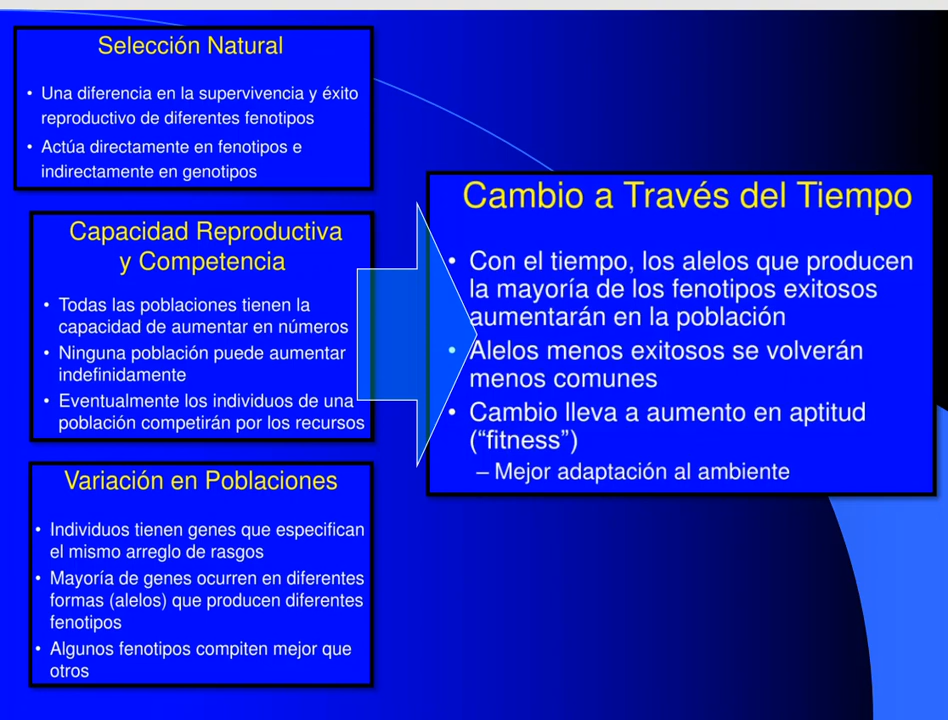 Selección Natural
• Una diferencia en la supervivencia y éxito
reproductivo de diferentes fenotipos
• Actúa directamente en fenotipos e
indirectamente en genotipos
Capacidad Reproductiva
y Competencia
• Todas las poblaciones tienen la
capacidad de aumentar en números
• Ninguna población puede aumentar
indefinidamente
• Eventualmente los individuos de una
población competirán por los recursos
Variación en Poblaciones
• Individuos tienen genes que especifican
el mismo arreglo de rasgos
• Mayoría de genes ocurren en diferentes
formas (alelos) que producen diferentes
fenotipos
• Algunos fenotipos compiten mejor que
otros
Cambio a Través del Tiempo
• Con el tiempo, los alelos que producen
la mayoría de los fenotipos exitosos
aumentarán en la población
• Alelos menos exitosos se volverán
menos comunes
• Cambio lleva a aumento en aptitud
(“fitness”)
– Mejor adaptación al ambiente